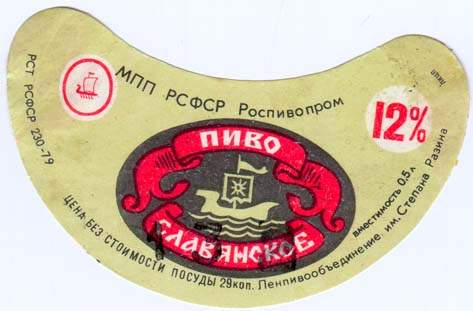 МПП РСФСР Роспивопром
РСТ РСФСР 230-79
12%
ПИВО
СЛАВЯНСКОЕ
ЦЕНА БЕЗ СТОИМОСТИ ПОСУДЫ 29коп. Ленпивообъединение им. Степана Разина
вместимость 0,5 л